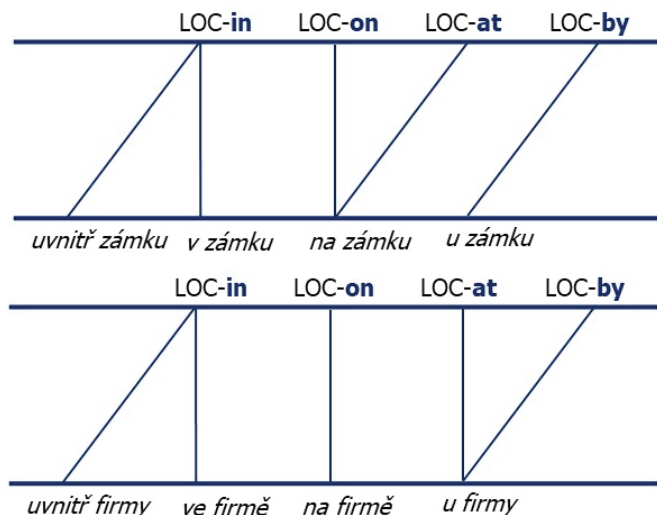 LOC-in LOC-on LOC-at LOC-by
uvnitř zámku v zámku na zámku u zámku
LOC-in LOC-on LOC-at LOC-by
uvnitř firmy ve firmě na firmě u firmy